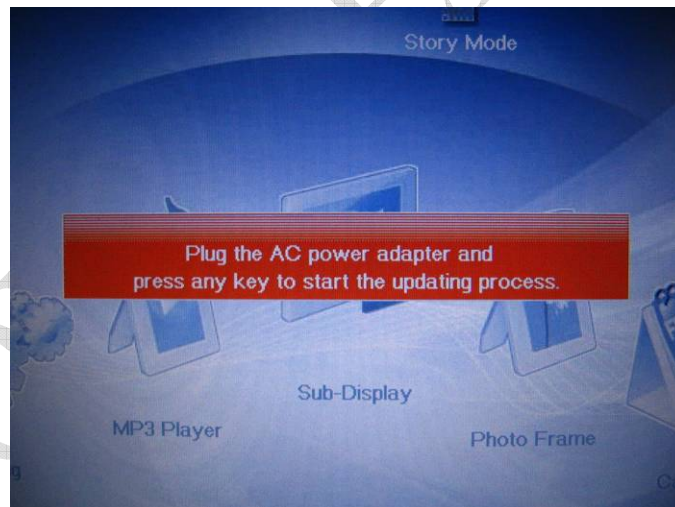 Story Mode
Plug the AC power adapter and
press any key to start the updating process.
Sub-Display
MP3 Player
Photo Frame